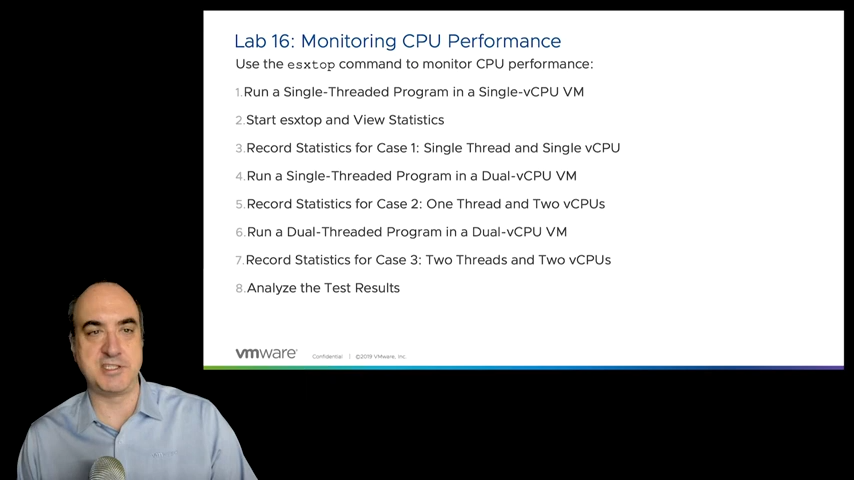 Lab 16: Monitoring CPU Performance
Use the esxtop command to monitor CPU performance:
1.Run a Single-Threaded Program in a Single-vCPU VM
2.Start esxtop and View Statistics
3.Record Statistics for Case 1: Single Thread and Single vCPU
4.Run a Single-Threaded Program in a Dual-vCPU VM
5.Record Statistics for Case 2: One Thread and Two vCPUs
6.Run a Dual-Threaded Program in a Dual-vCPU VM
7.Record Statistics for Case 3: Two Threads and Two vCPUs
8.Analyze the Test Results
vmware Confidential | ©2019 VMware, Inc.